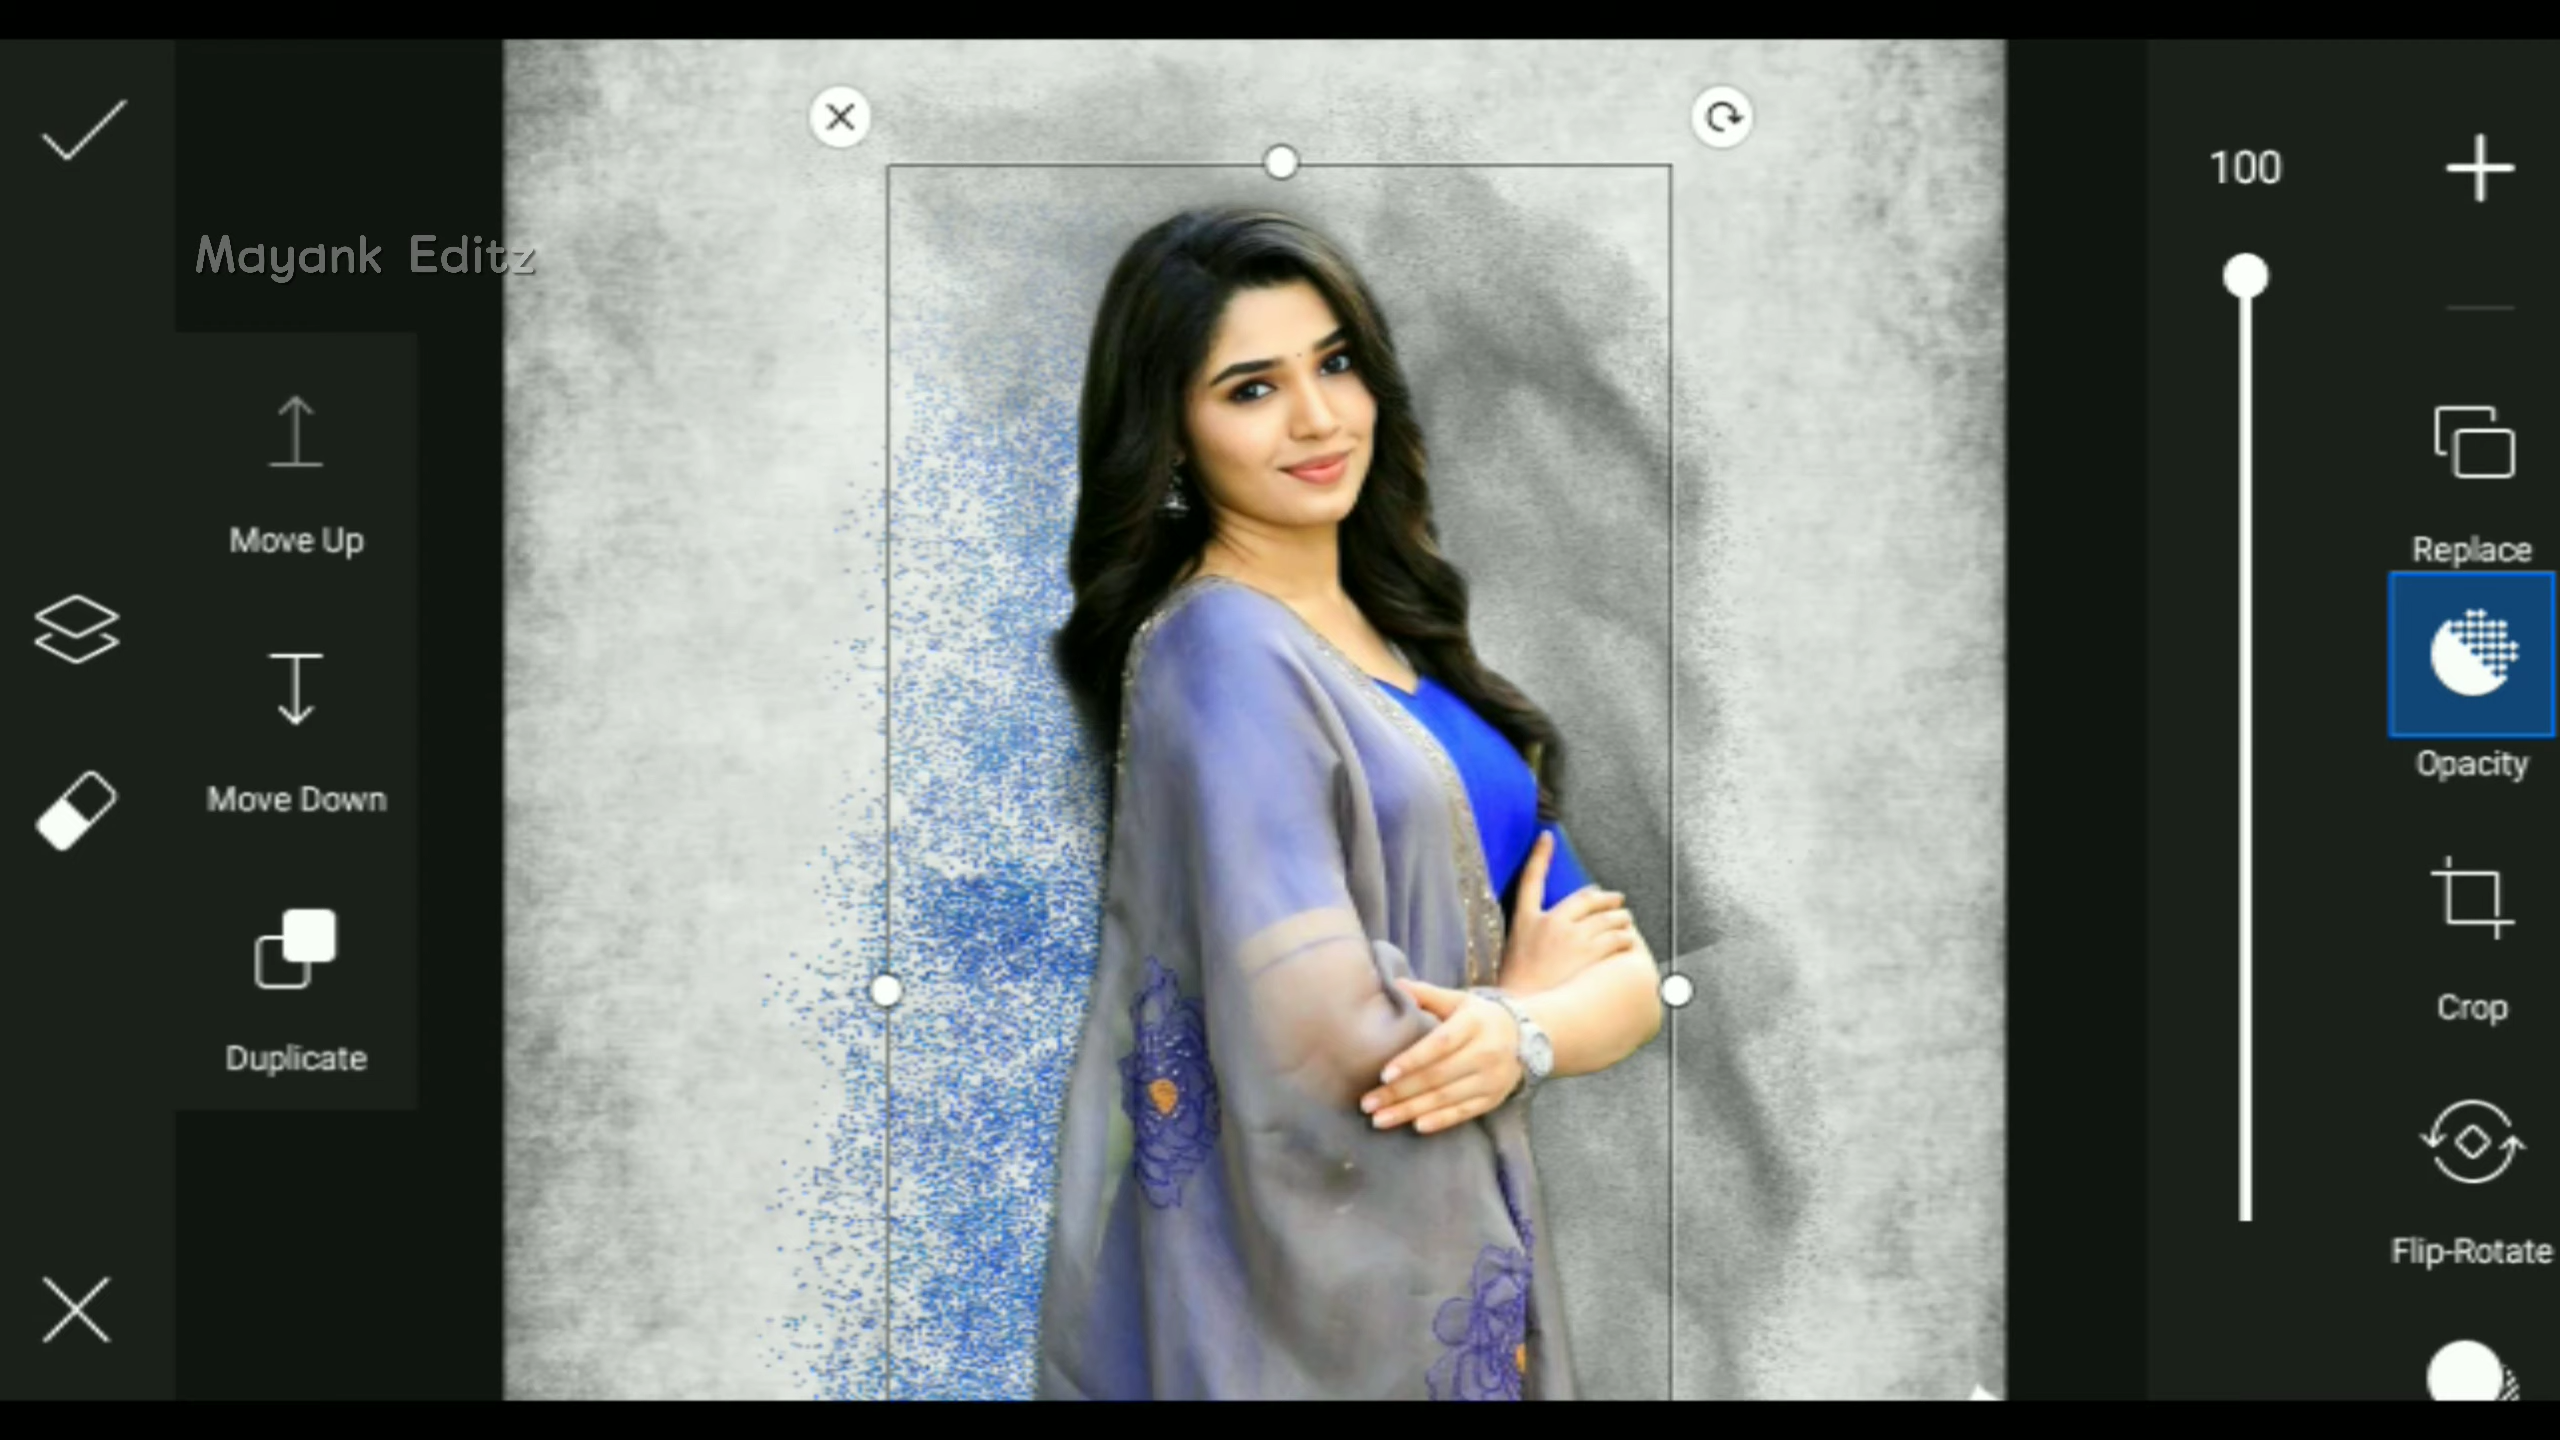 Mayank Editz
Move Up
Move Down
Duplicate
100
Replace
Opacity
Crop
Flip-Rotate